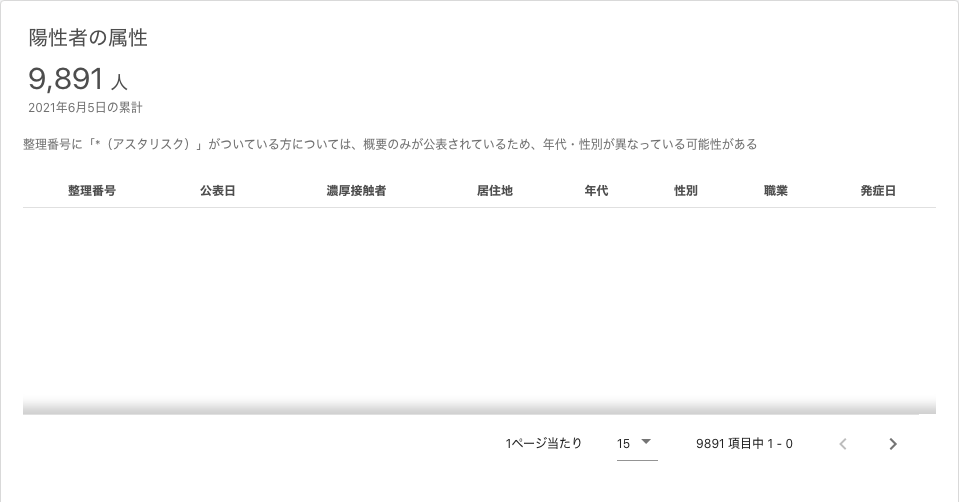 陽性者の属性
9,891 人
2021年6月5日の累計
整理番号に「*（アスタリスク）」がついている方については、概要のみが公表されているため、年代・性別が異なっている可能性がある
整理番号 公表日 濃厚接触者 居住地 年代 性別 職業 発症日
1ページ当たり 15 9891 項目中 1 - 0